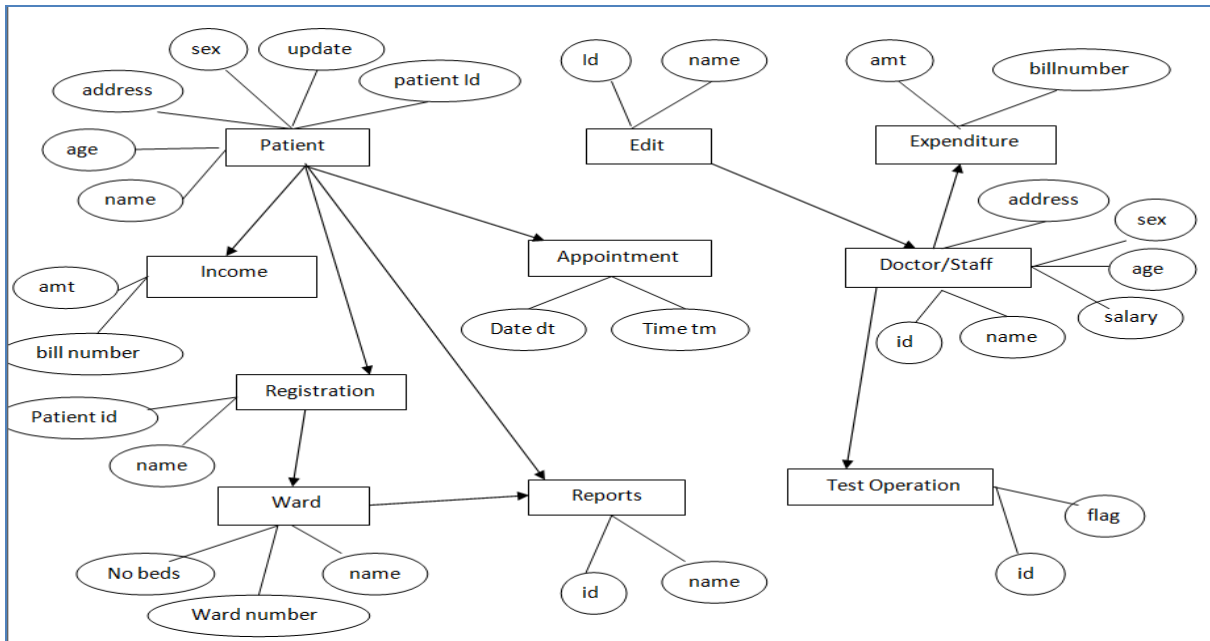 sex
update
Id
name
amt
billnumber
address
patient Id
Patient
Edit
Expenditure
age
name
address
sex
Income
Appointment
Doctor/Staff
age
amt
Date dt
Time tm
salary
bill number
id
name
Registration
Patient id
name
Ward
Reports
Test Operation
flag
No beds
name
id
name
id
Ward number